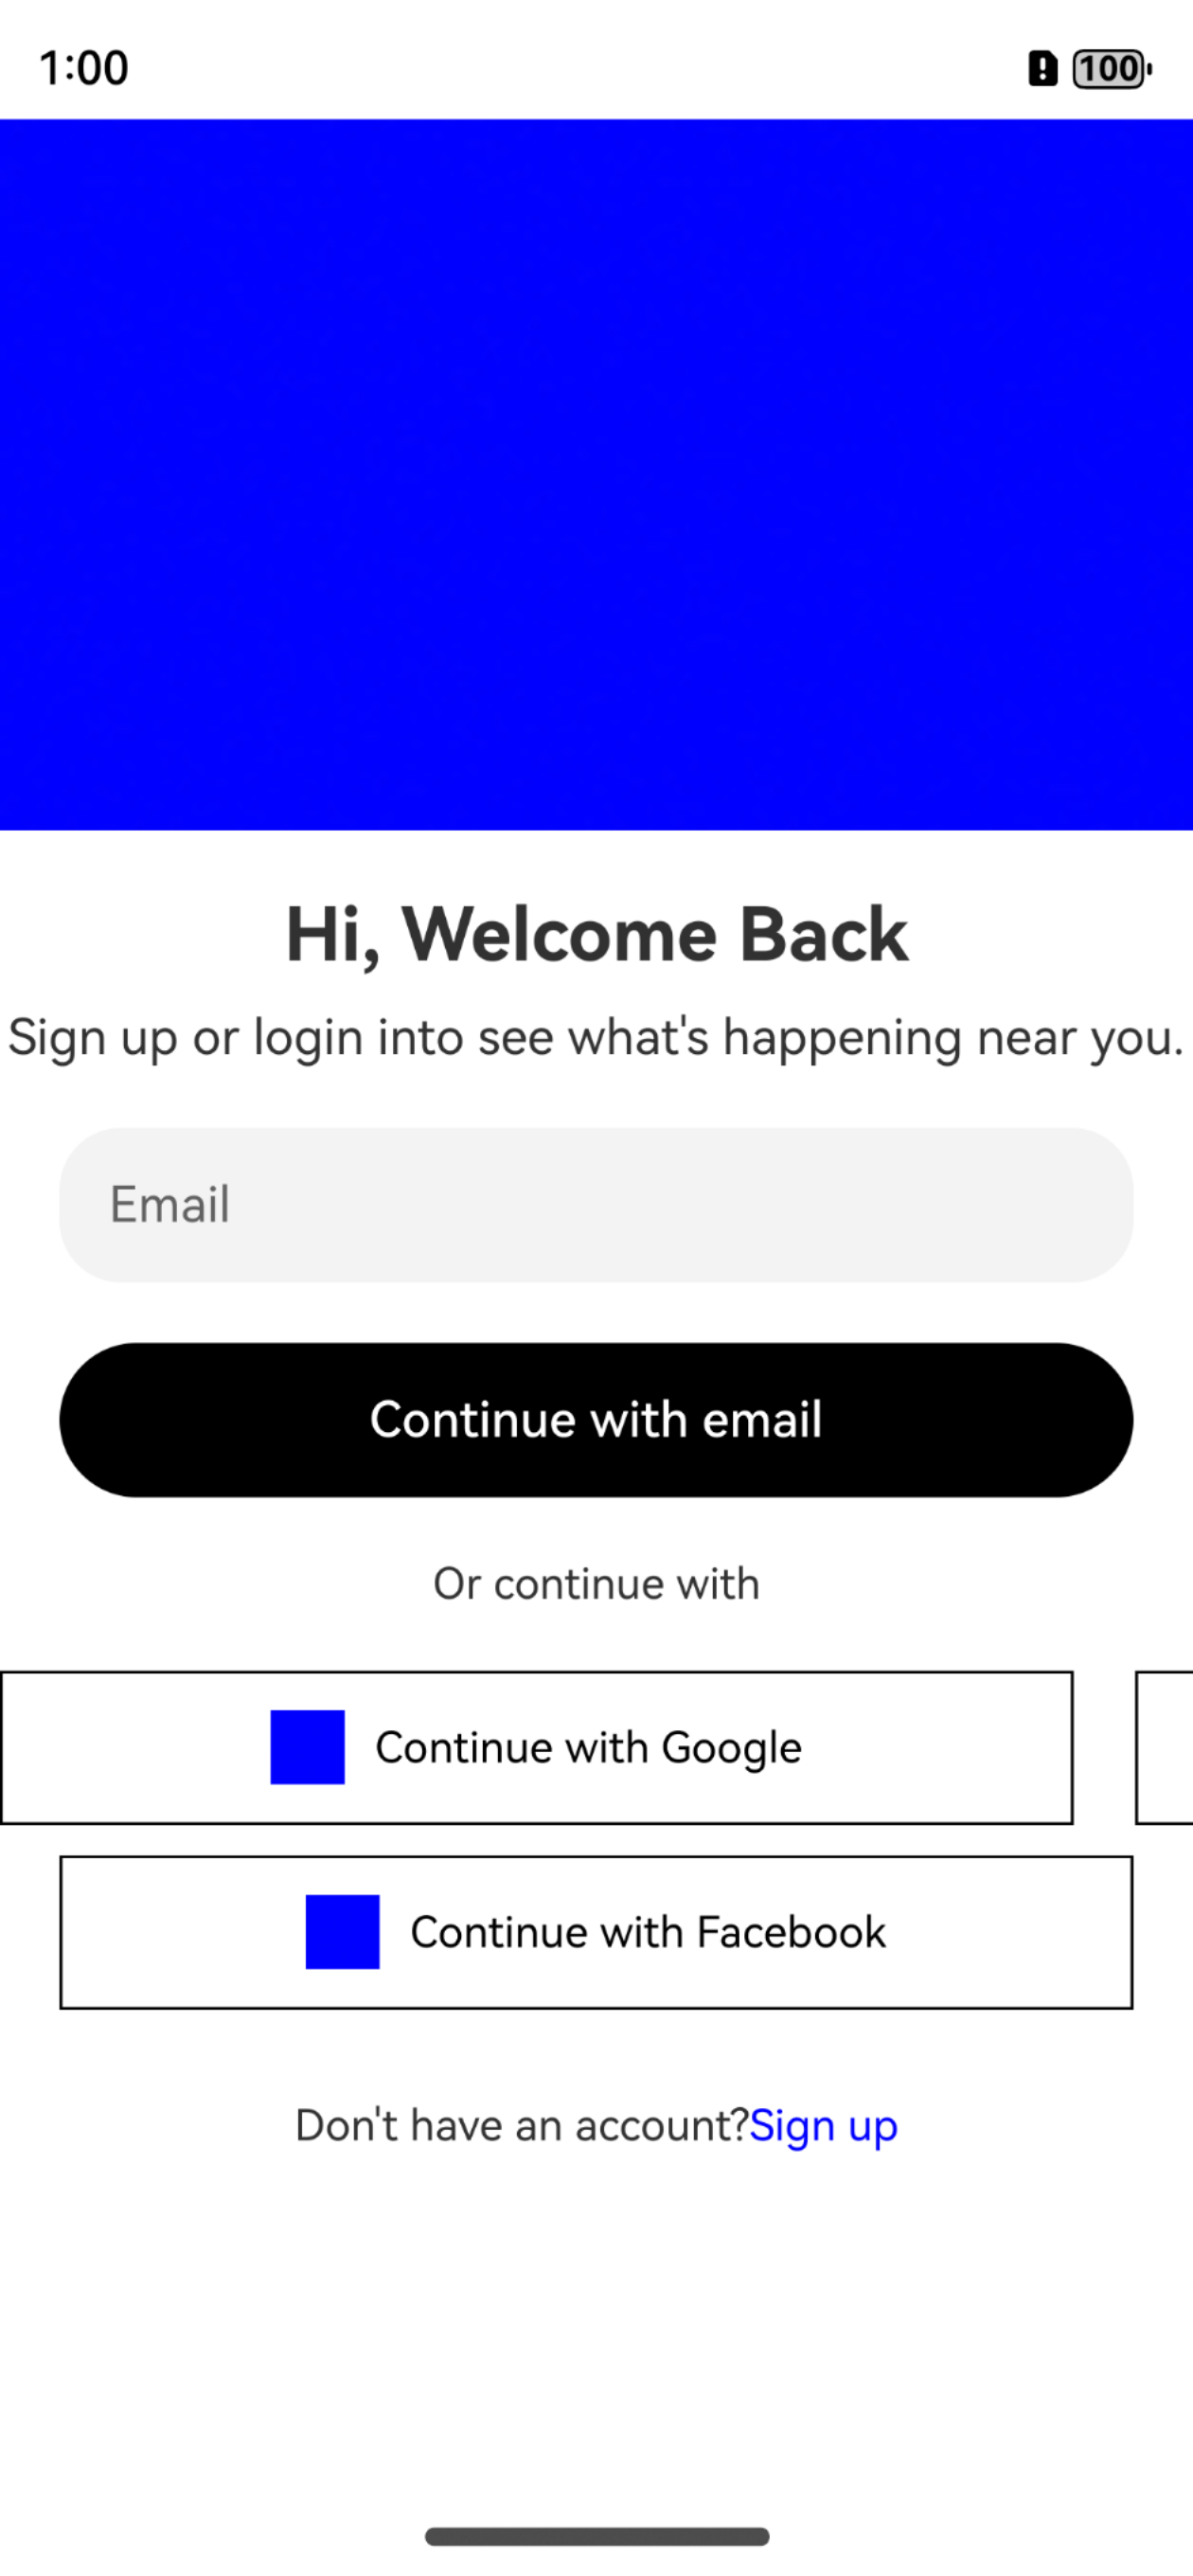 1:00
100
Hi, Welcome Back
Sign up or login into see what's happening near you.
Email
Continue with email
Or continue with
Continue with Google
Continue with Facebook
Don't have an account?Sign up